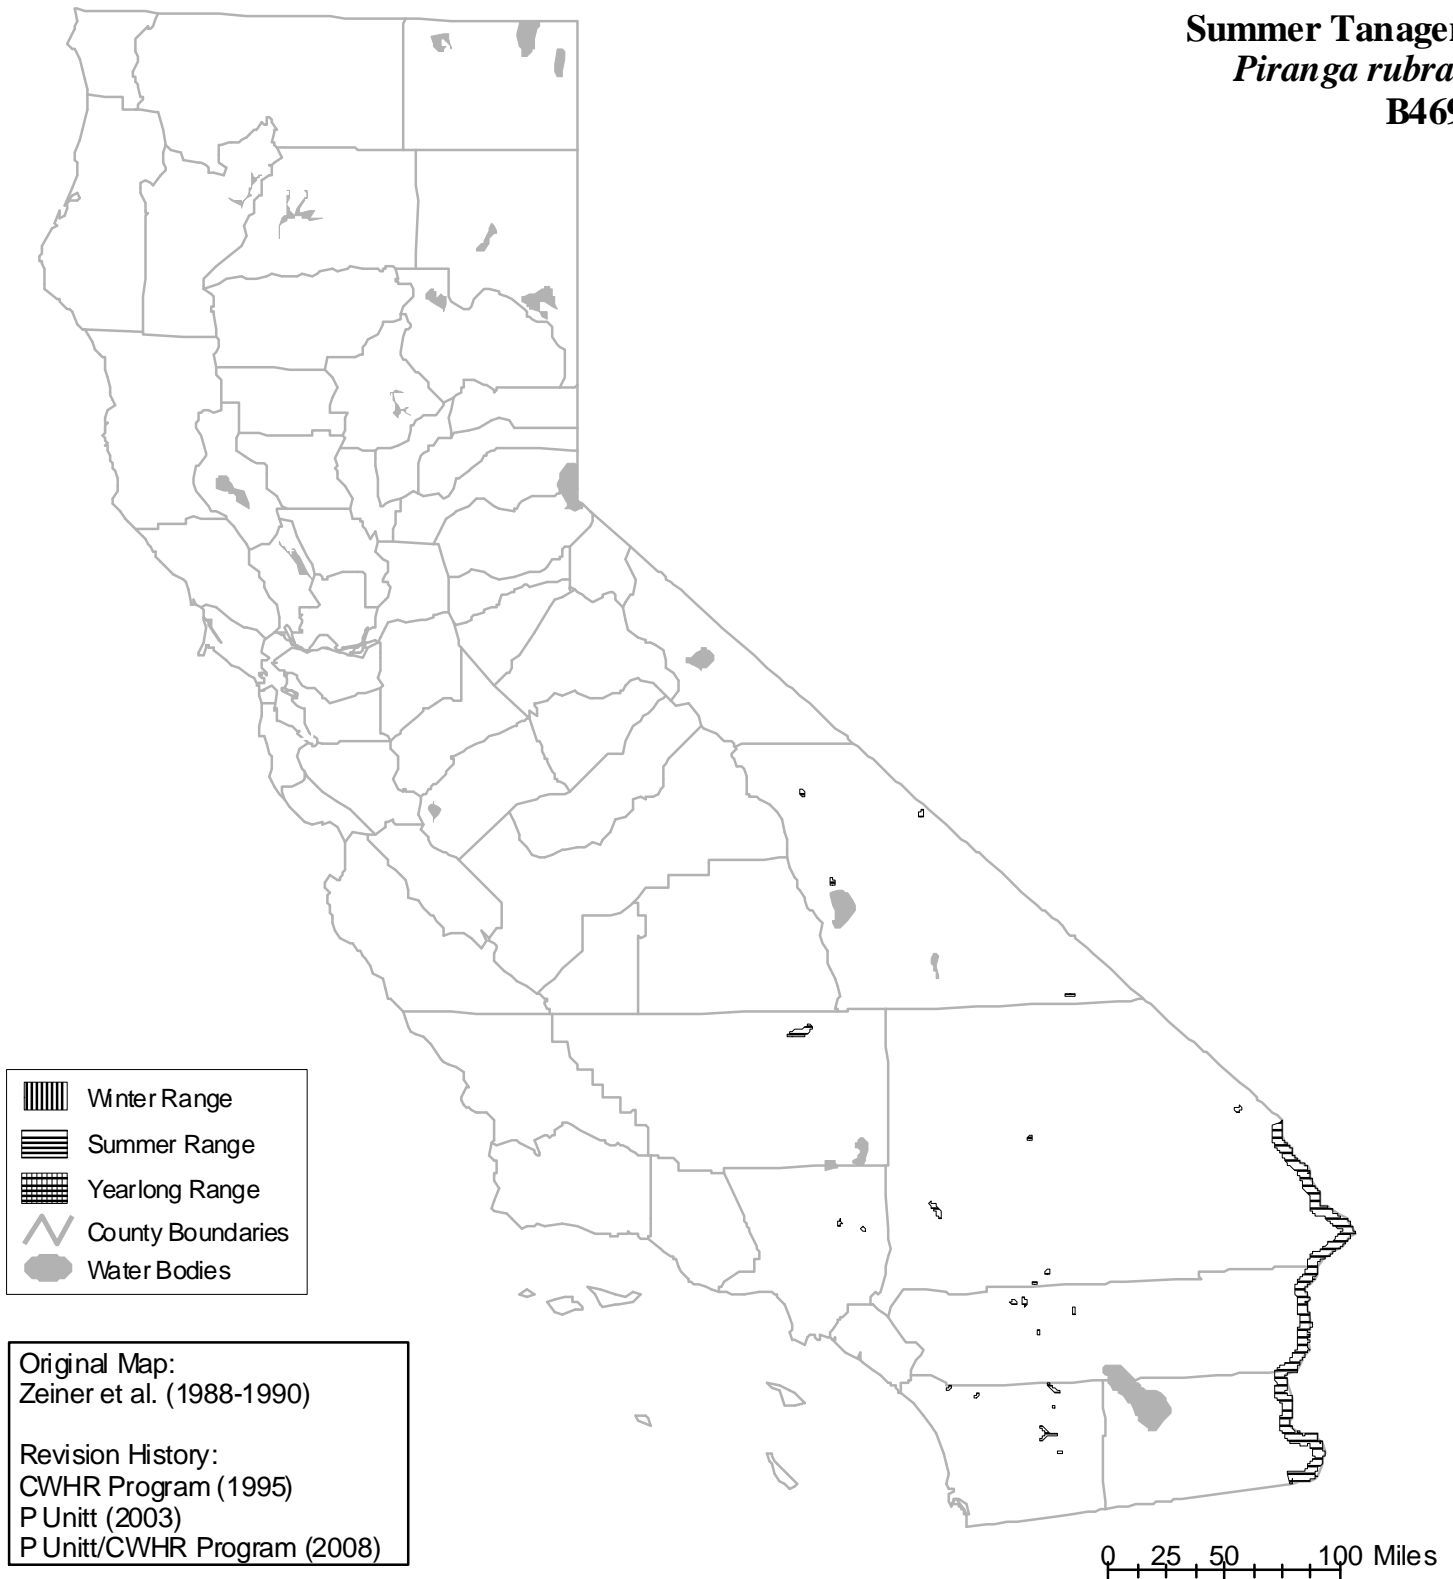 Summer Tanager
Piranga rubra
B469
Winter Range
Summer Range
Yearlong Range
County Boundaries
Water Bodies
Original Map:
Zeiner et al. (1988-1990)
Revision History:
CWHR Program (1995)
P Unitt (2003)
P Unitt/CWHR Program (2008)
0 25 50 100 Miles